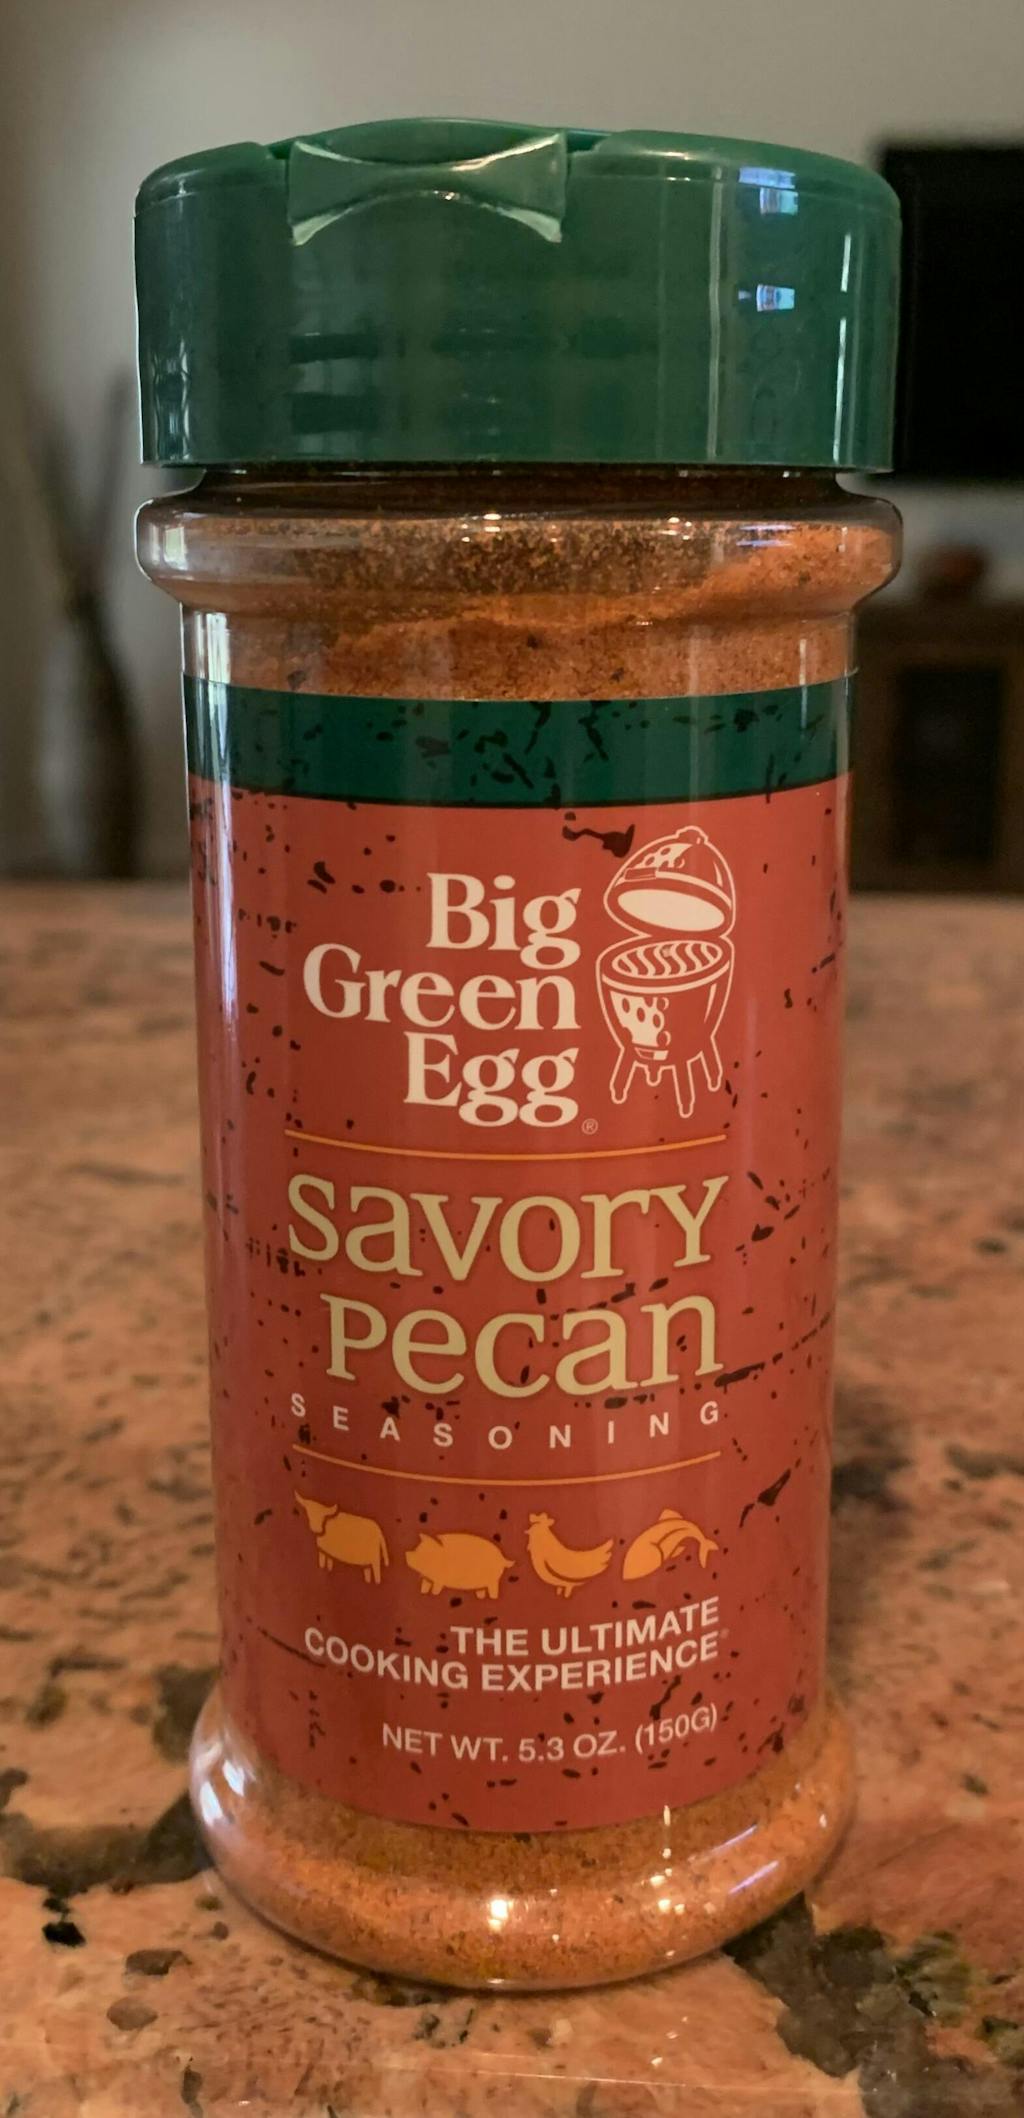 Big
Green
Egg®
Savory
Pecan
SEASONING
THE ULTIMATE
COOKING EXPERIENCE®
NET WT. 5.3 OZ. (150G)